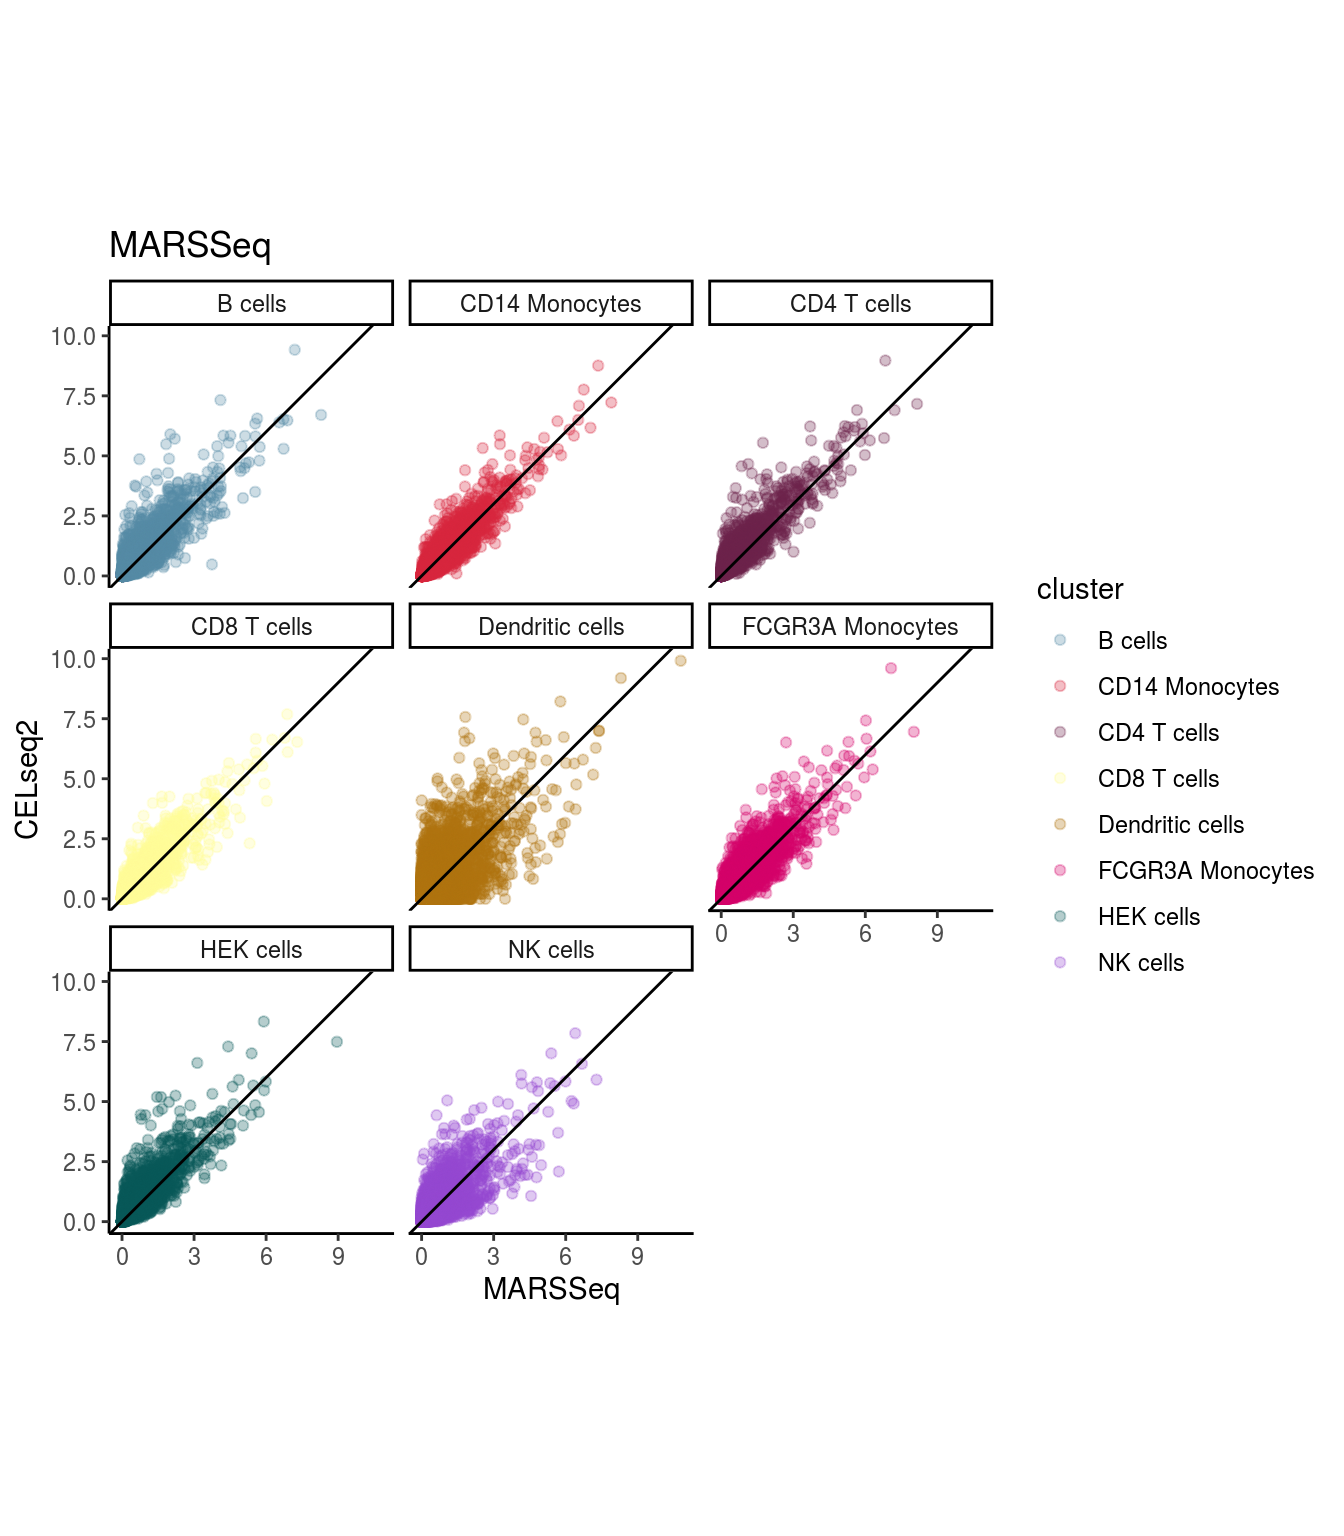 MARSSeq
B cells
CD14 Monocytes
CD4 T cells
10.0
7.5
5.0
2.5
0.0
CD8 T cells
Dendritic cells
FCGR3A Monocytes
10.0
7.5
5.0
2.5
0.0
0 3 6 9
HEK cells
NK cells
10.0
7.5
5.0
2.5
0.0
0 3 6 9
0 3 6 9
MARSSeq
CELseq2
cluster
B cells
CD14 Monocytes
CD4 T cells
CD8 T cells
Dendritic cells
FCGR3A Monocytes
HEK cells
NK cells